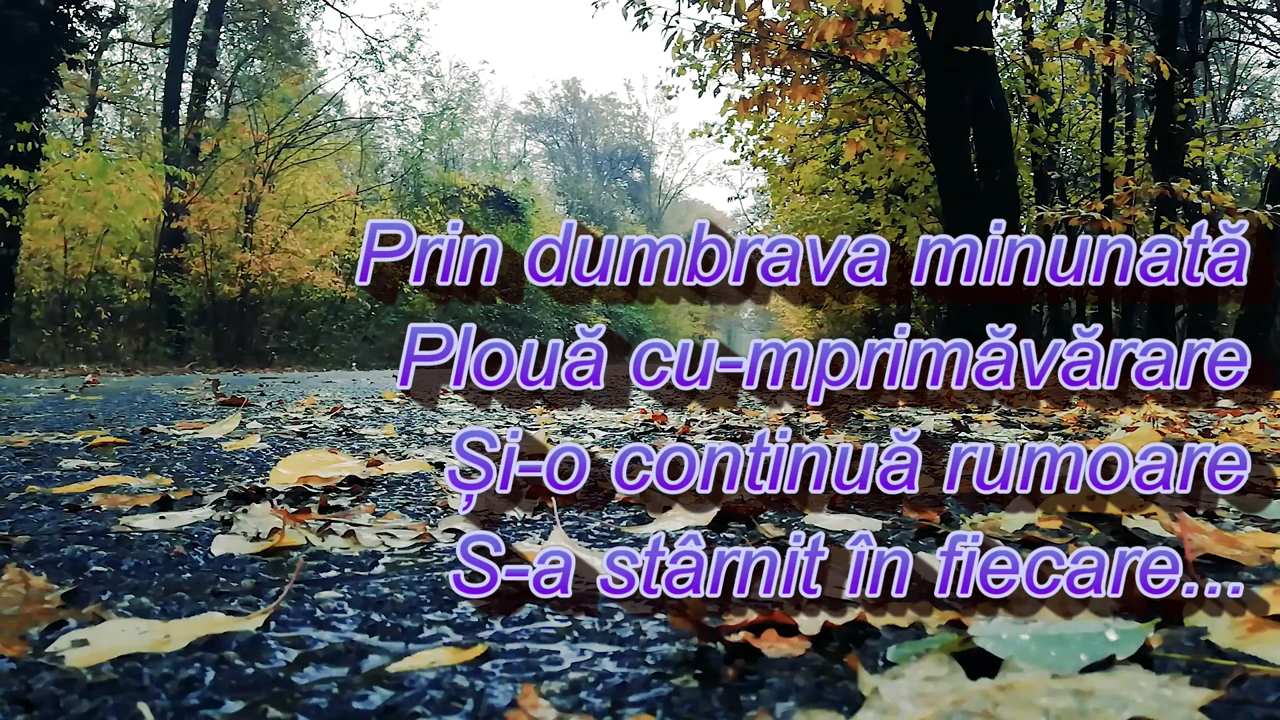 Prin dumbrava minunată
Plouă cu-mprimăvărare
Și-o continuă rumoare
S-a stârnit în fiecare...